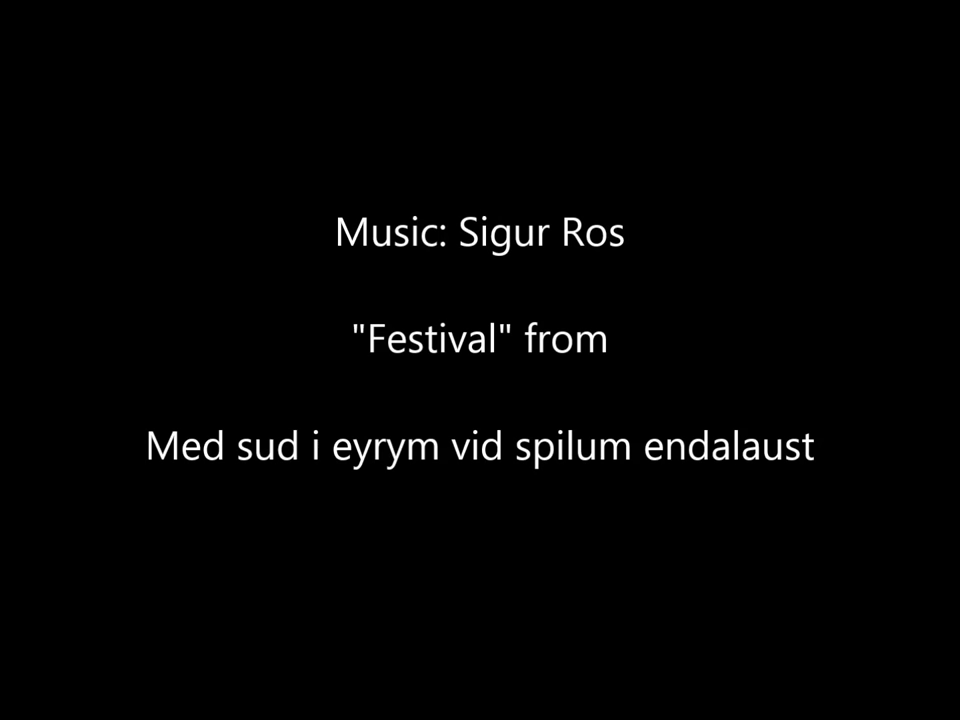 Music: Sigur Ros
"Festival" from
Med sud i eyrym vid spilum endalaust